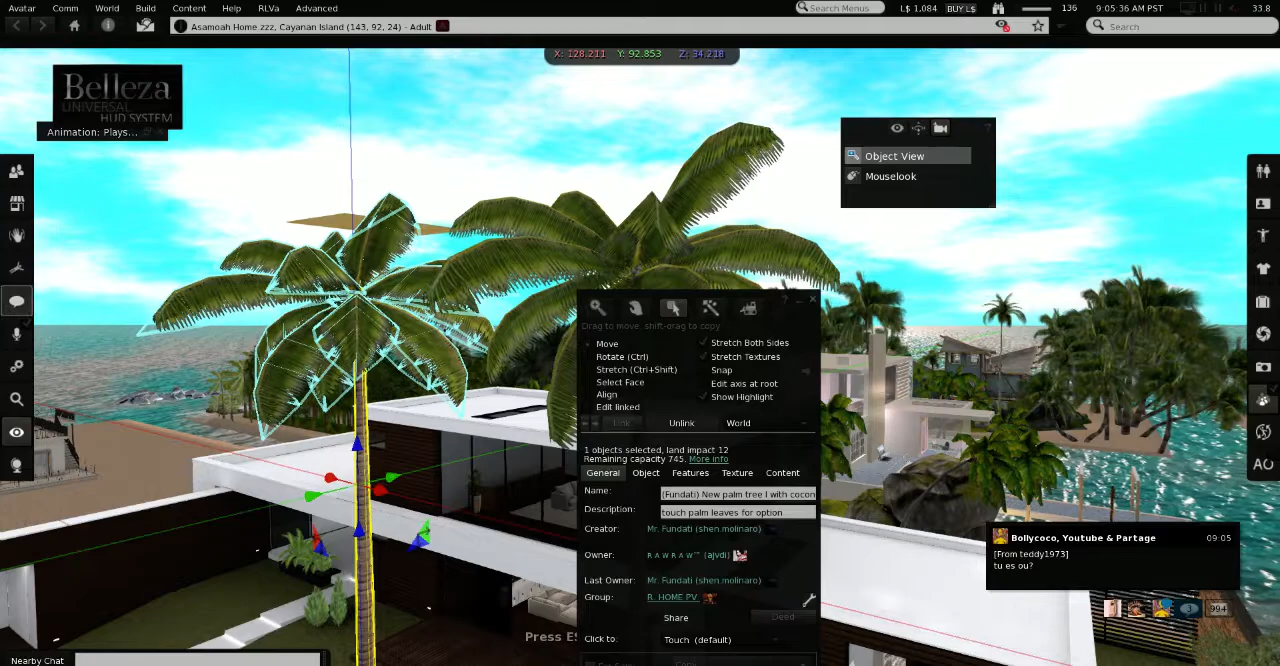 Avatar Comm World Build Content Help RLVa Advanced
Search Menus L$ 1,084 BUY L$ 136 9:05:36 AM PST 33.8
Asamoah Home zzz, Cayanan Island (143, 92, 24) - Adult
Search
X: 128.211 Y: 92.853 Z: 34.218
Belleza
UNIVERSAL
HUD SYSTEM
Animation: Plays...
Object View
Mouselook
Drag to move, shift-drag to copy
Move
Rotate (Ctrl)
Stretch (Ctrl+Shift)
Select Face
Align
Edit linked
Stretch Both Sides
Stretch Textures
Snap
Edit axis at root
Show Highlight
Link Unlink World
1 objects selected, land impact 12
Remaining capacity 745. More info
General Object Features Texture Content
Name: (Fundati) New palm tree I with cocon
Description: touch palm leaves for option
Creator: Mr. Fundati (shen.molinaro)
Owner: ʀ ᴀ ᴡ ʀ ᴀ ᴡ™ (ajvdi)
Last Owner: Mr. Fundati (shen.molinaro)
Group: R. HOME PV
Share Deed
Click to: Touch (default)
Copy
Press ES
AO
Bollycoco, Youtube & Partage 09:05
[From teddy1973]
tu es ou?
3 994
Nearby Chat